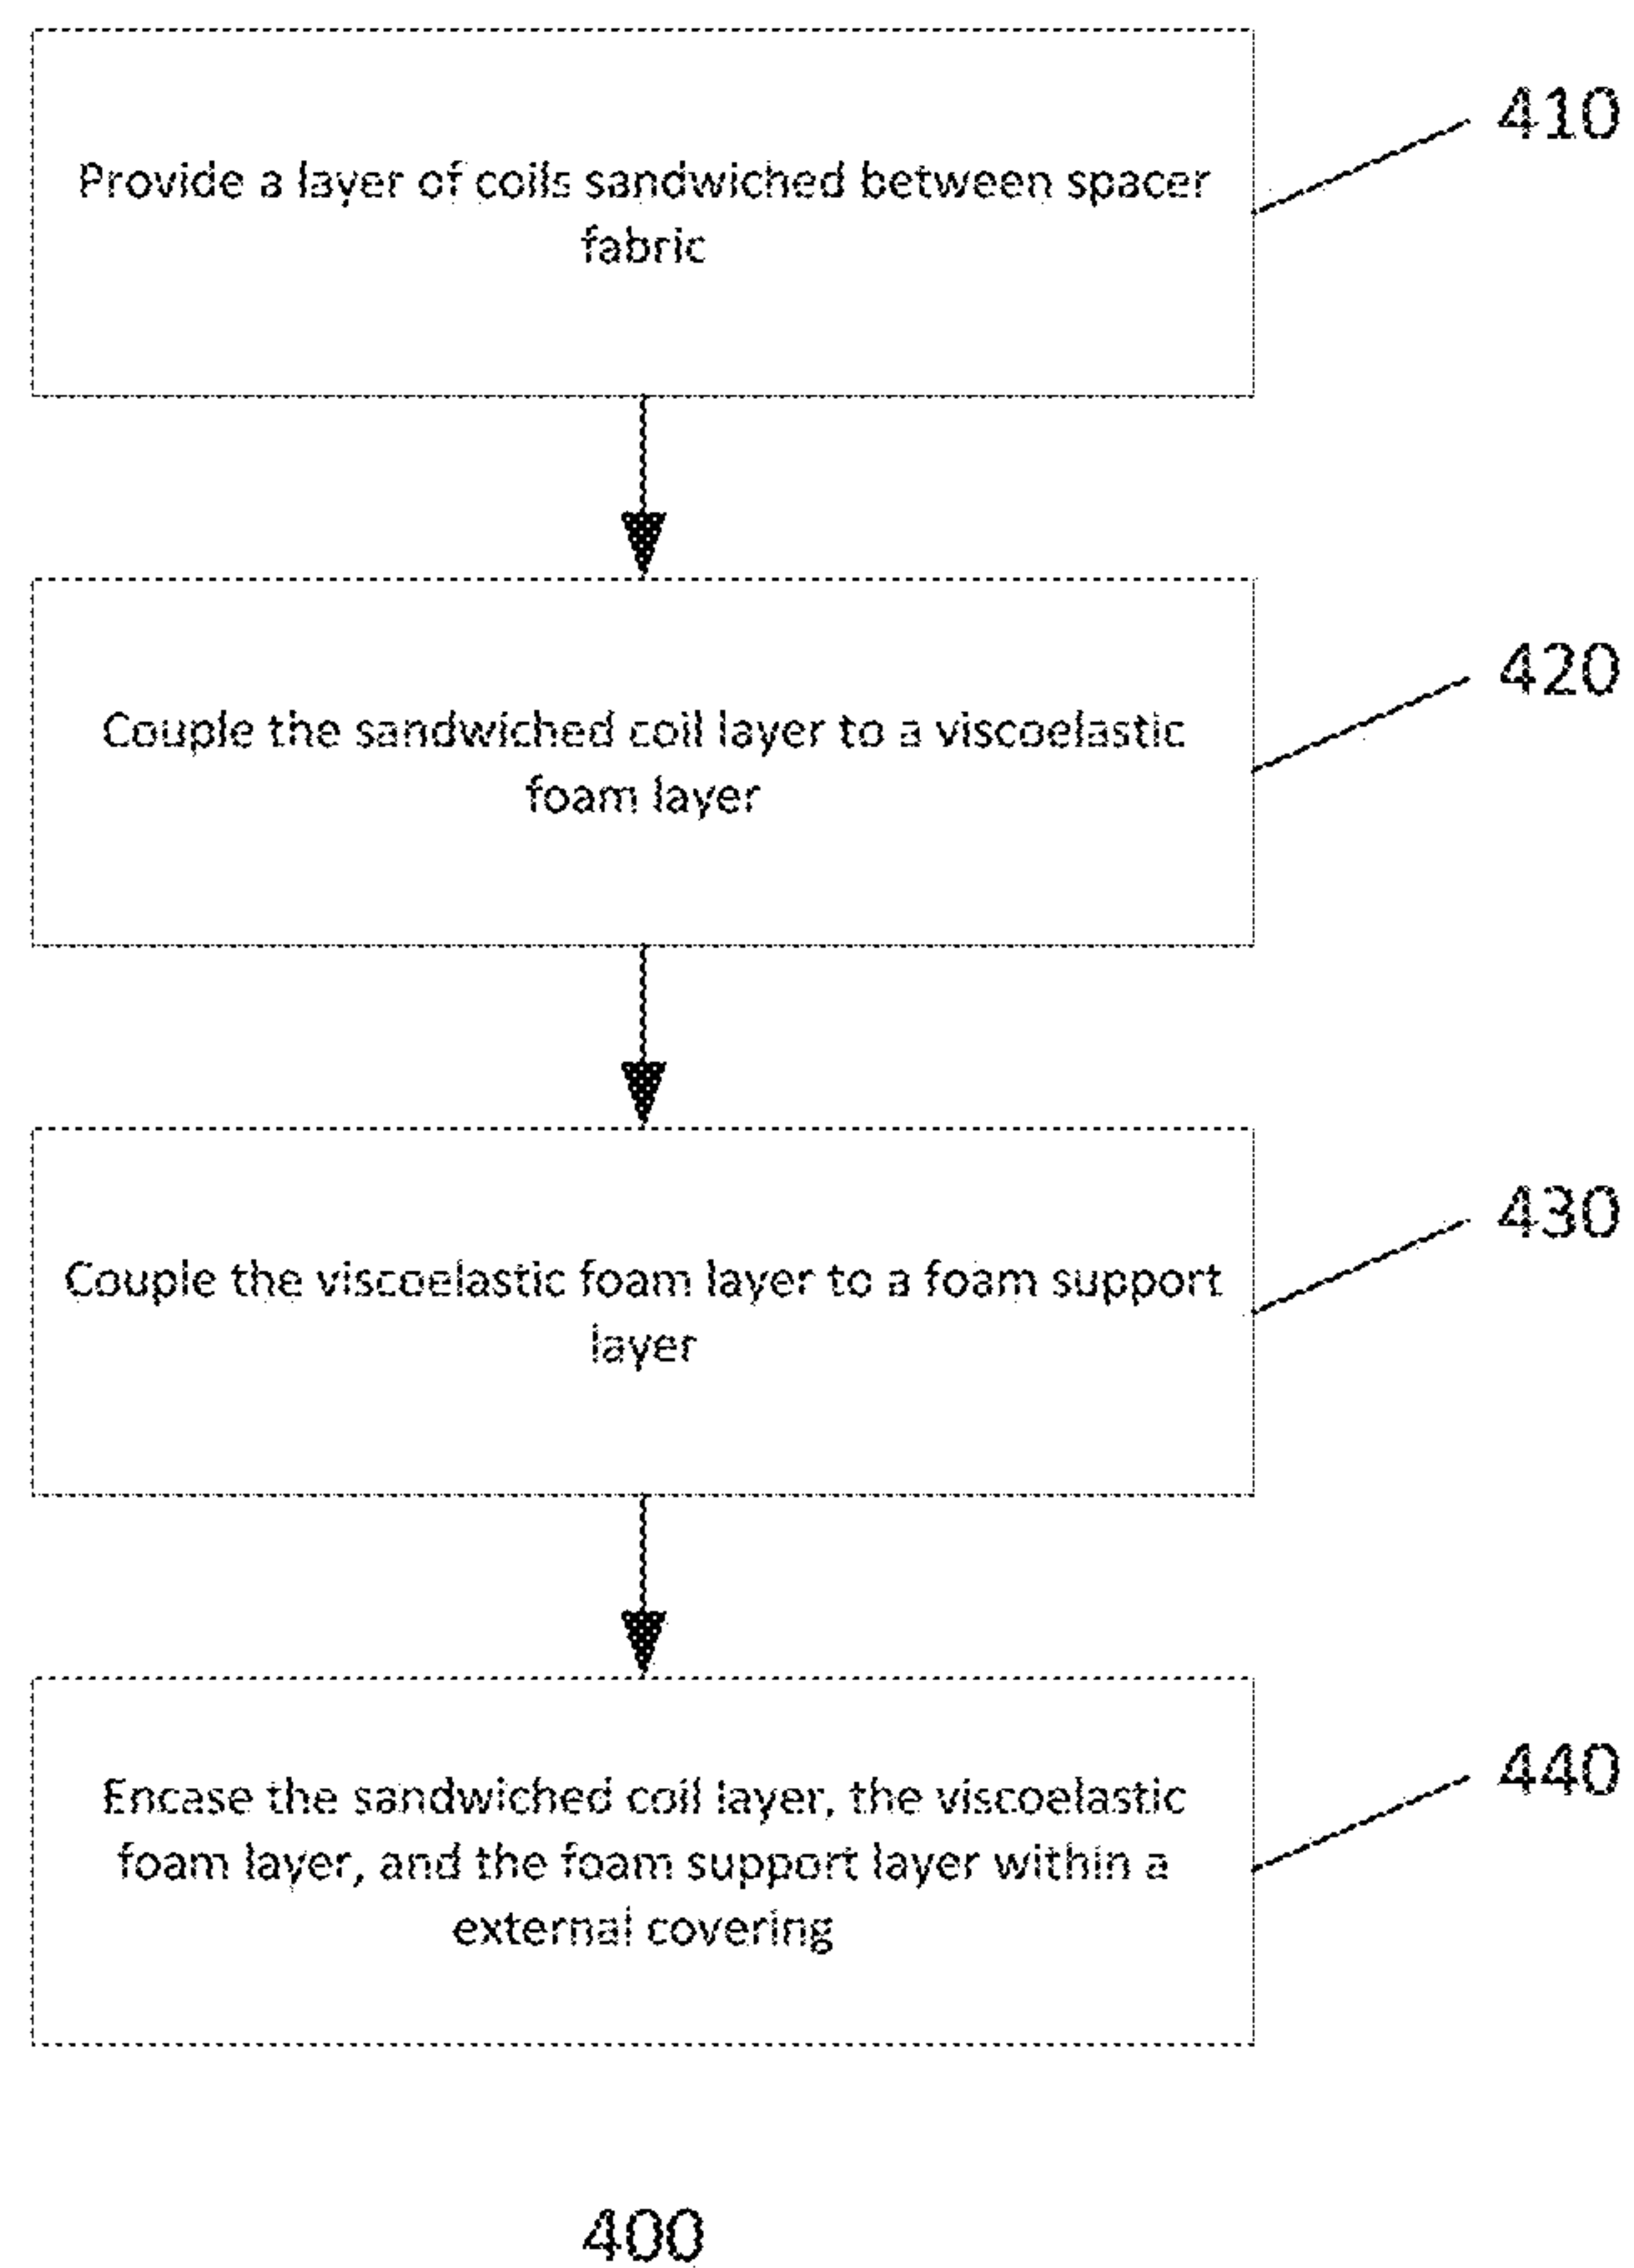 410
Provide a layer of coils sandwiched between spacer
fabric
420
Couple the sandwiched coil layer to a viscoelastic
foam layer
430
Couple the viscoelastic foam layer to a foam support
layer
440
Encase the sandwiched coil layer, the viscoelastic
foam layer, and the foam support layer within a
external covering
400